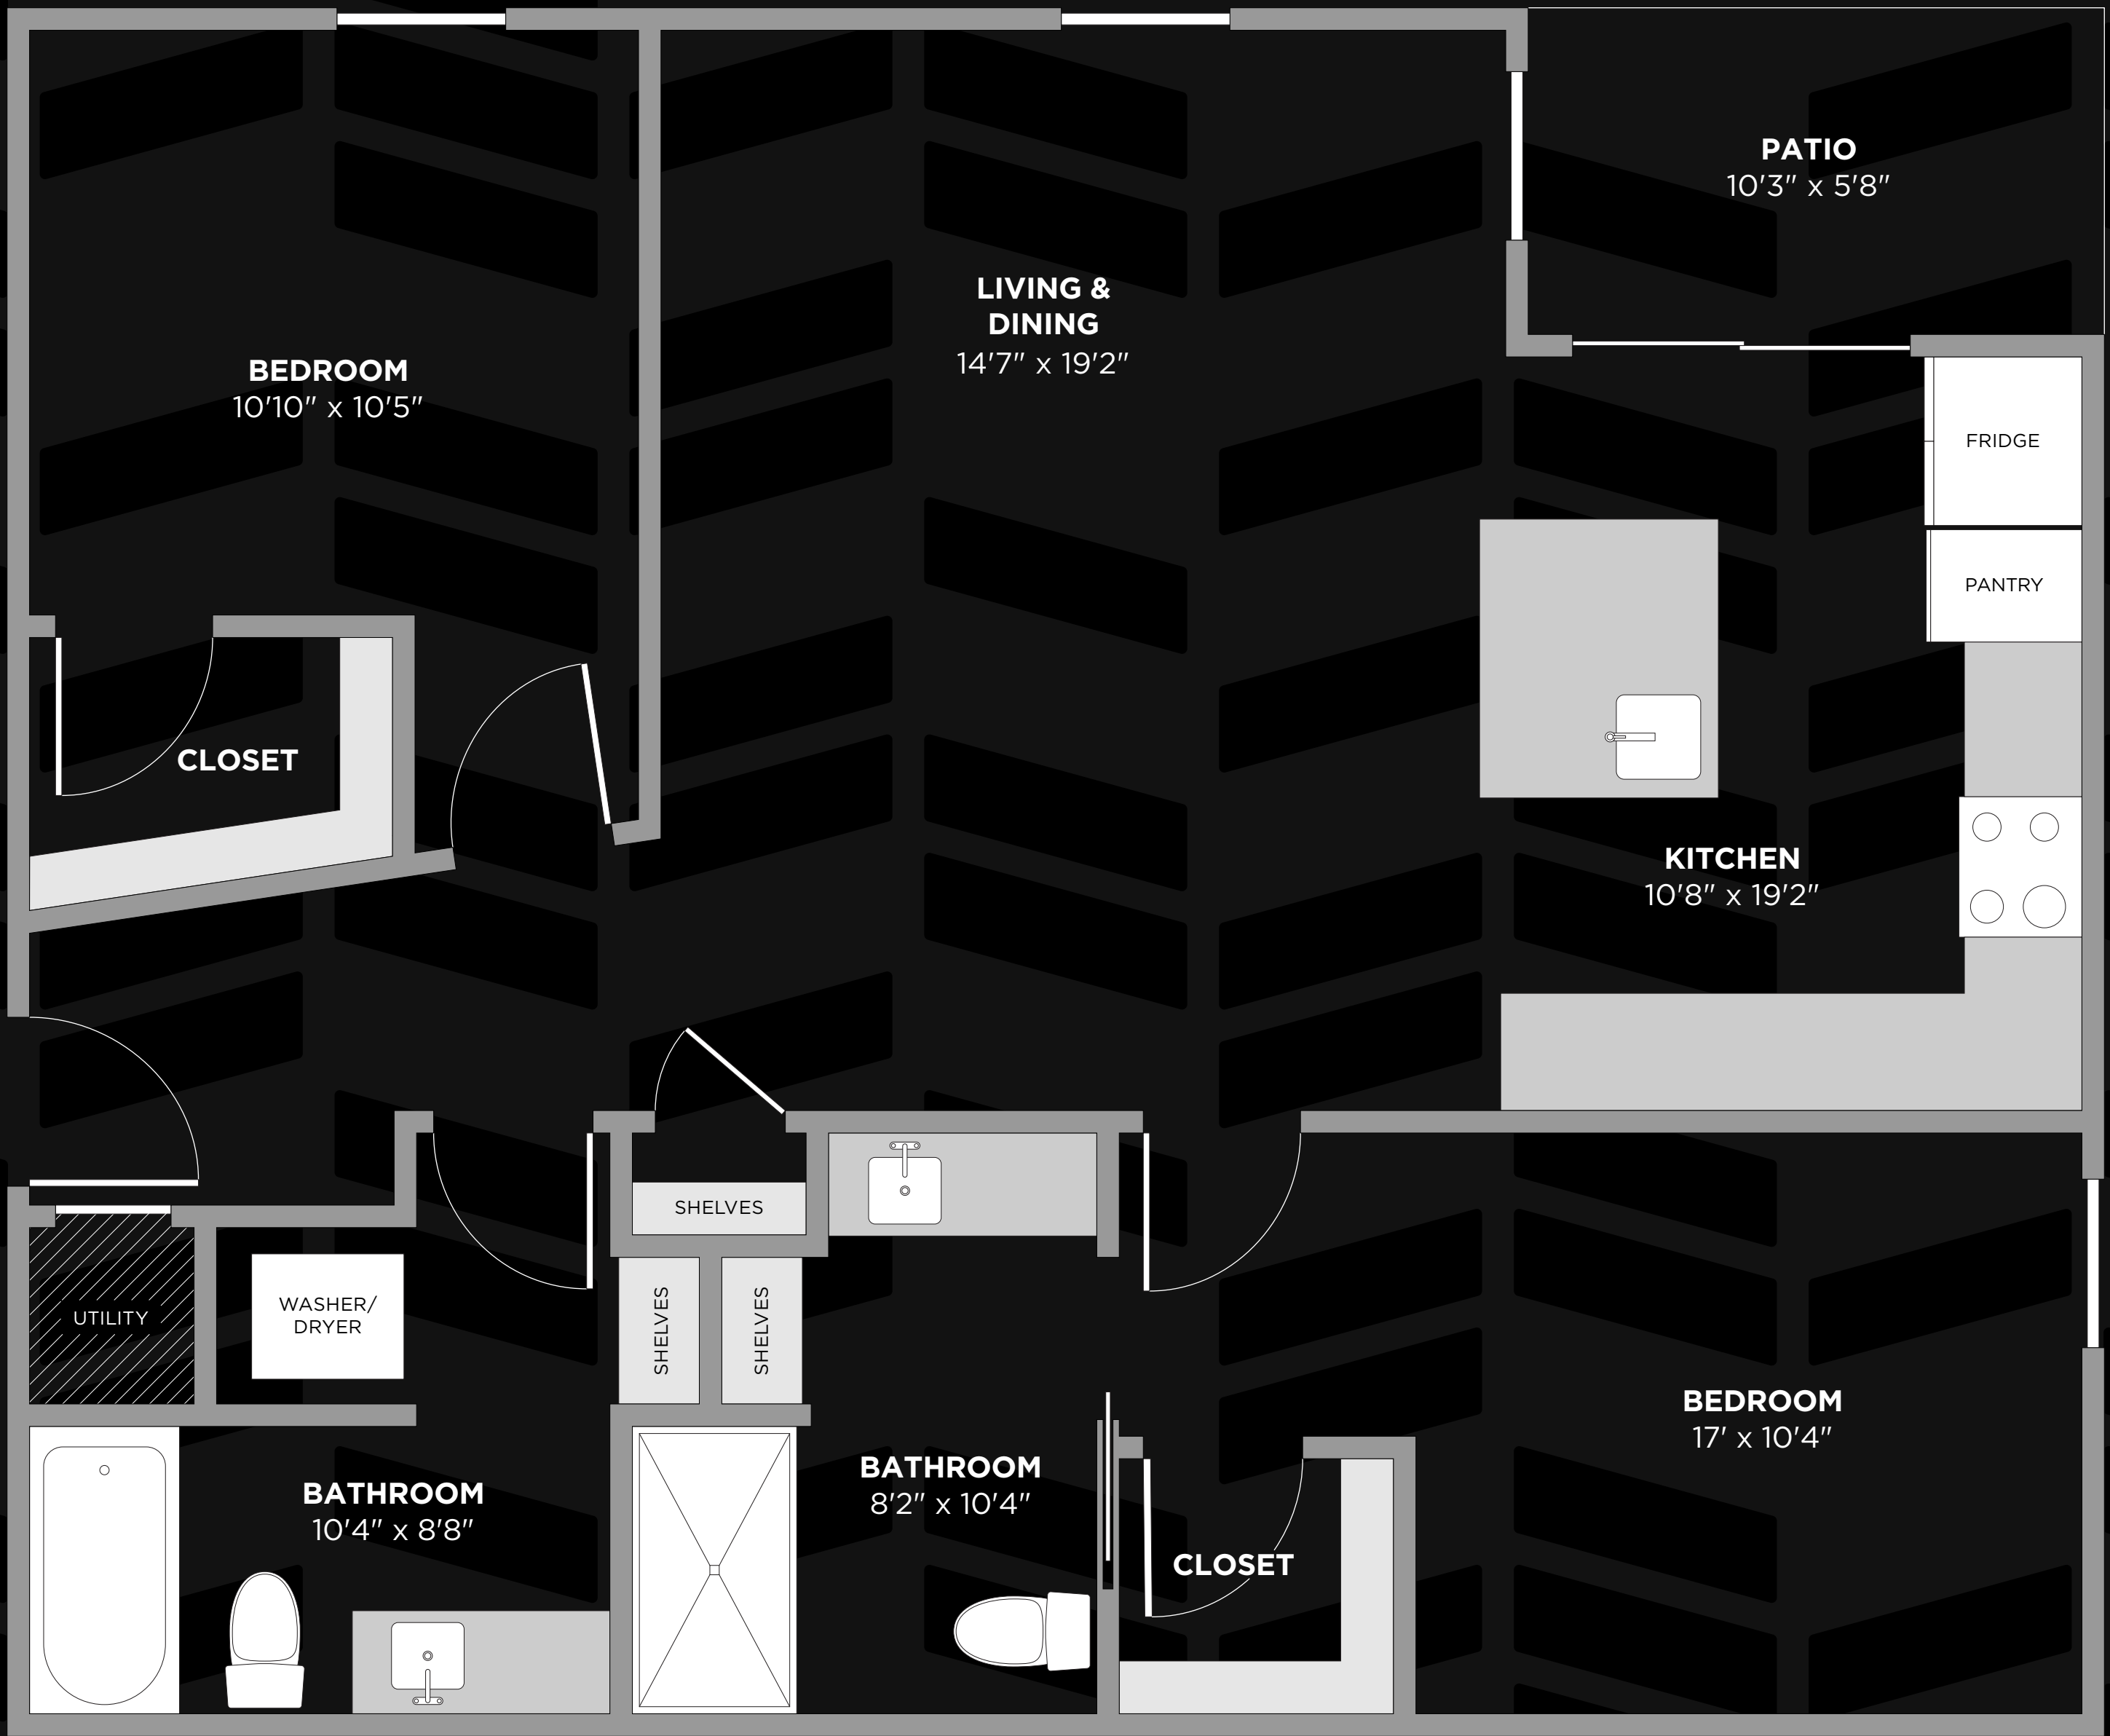 PATIO
10'3" x 5'8"
LIVING &
DINING
14'7" x 19'2"
BEDROOM
10'10" x 10'5"
FRIDGE
PANTRY
CLOSET
KITCHEN
10'8" x 19'2"
SHELVES
UTILITY
WASHER/
DRYER
SHELVES
SHELVES
BEDROOM
17' x 10'4"
BATHROOM
10'4" x 8'8"
BATHROOM
8'2" x 10'4"
CLOSET